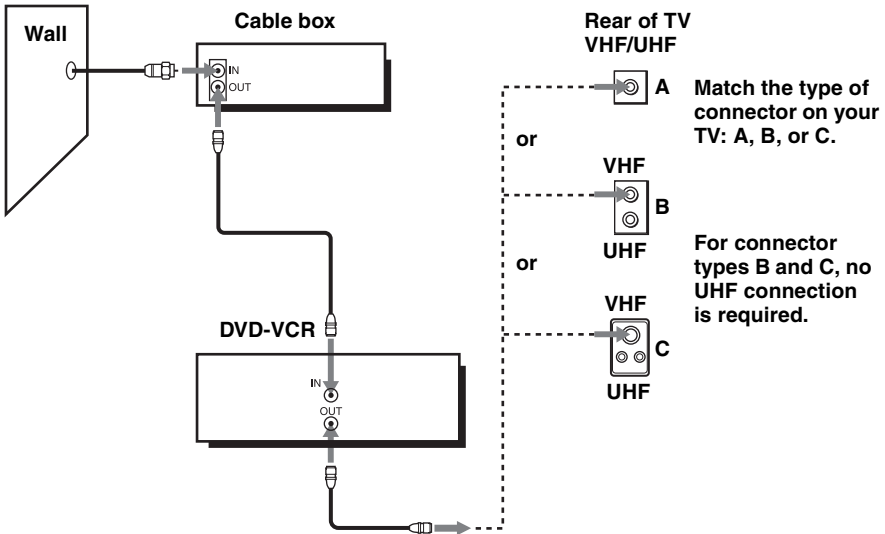 Wall
Cable box
IN
OUT
Rear of TV
VHF/UHF
A
Match the type of
connector on your
TV: A, B, or C.
or
VHF
B
UHF
or
For connector
types B and C, no
UHF connection
is required.
VHF
C
UHF
DVD-VCR
IN
OUT